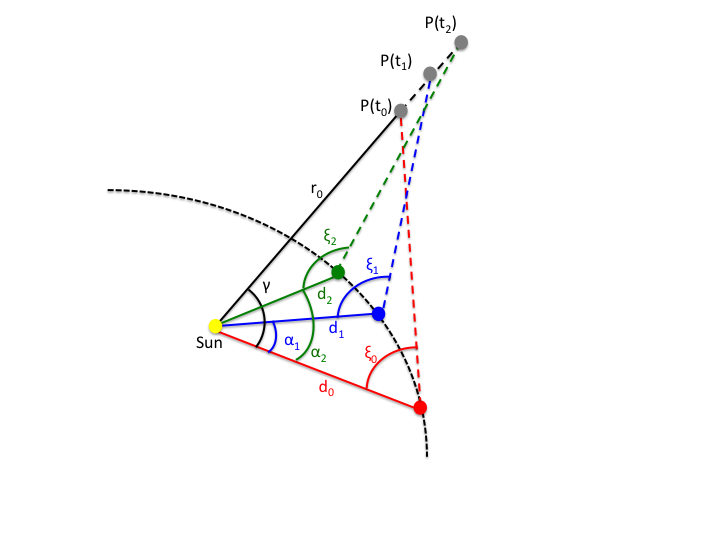 P(t₂)
P(t₁)
P(t₀)
r₀
ξ₂
ξ₁
γ
d₂
d₁
Sun
α₁
α₂
ξ₀
d₀